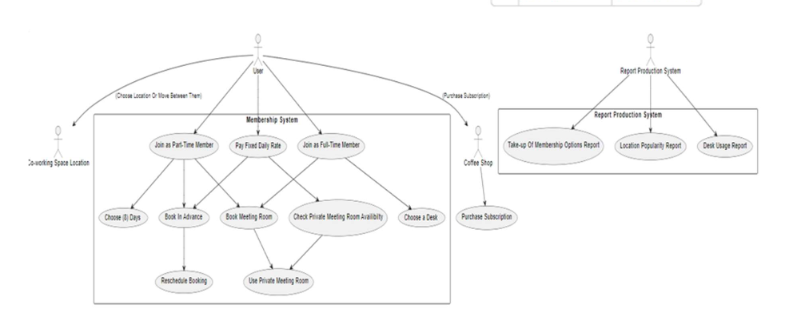 User
Report Production System
(Choose Location Or Move Between Them)
(Purchase Subscription)
Membership System
Report Production System
Co-working Space Location
Join as Part-Time Member
Pay Fixed Daily Rate
Join as Full-Time Member
Coffee Shop
Take-up Of Membership Options Report
Location Popularity Report
Desk Usage Report
Choose (8) Days
Book In Advance
Book Meeting Room
Check Private Meeting Room Availiblity
Choose a Desk
Purchase Subscription
Reschedule Booking
Use Private Meeting Room